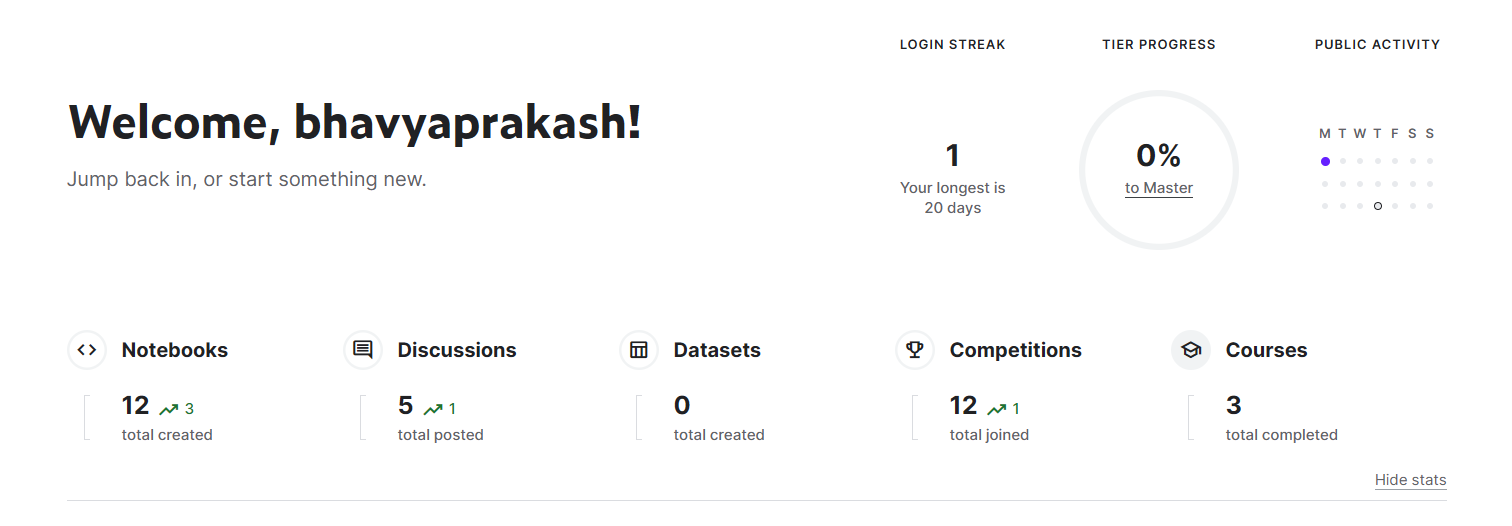 LOGIN STREAK
TIER PROGRESS
PUBLIC ACTIVITY
Welcome, bhavyaprakash!
Jump back in, or start something new.
1
Your longest is
20 days
0%
to Master
M T W T F S S
Notebooks
12 3
total created
Discussions
5 1
total posted
Datasets
0
total created
Competitions
12 1
total joined
Courses
3
total completed
Hide stats